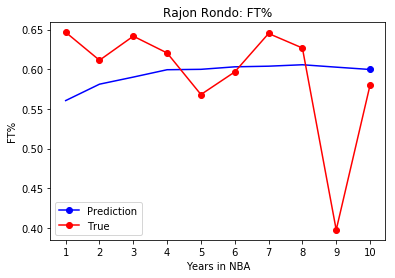 Rajon Rondo: FT%
FT%
0.65
0.60
0.55
0.50
0.45
0.40
Prediction
True
1 2 3 4 5 6 7 8 9 10
Years in NBA